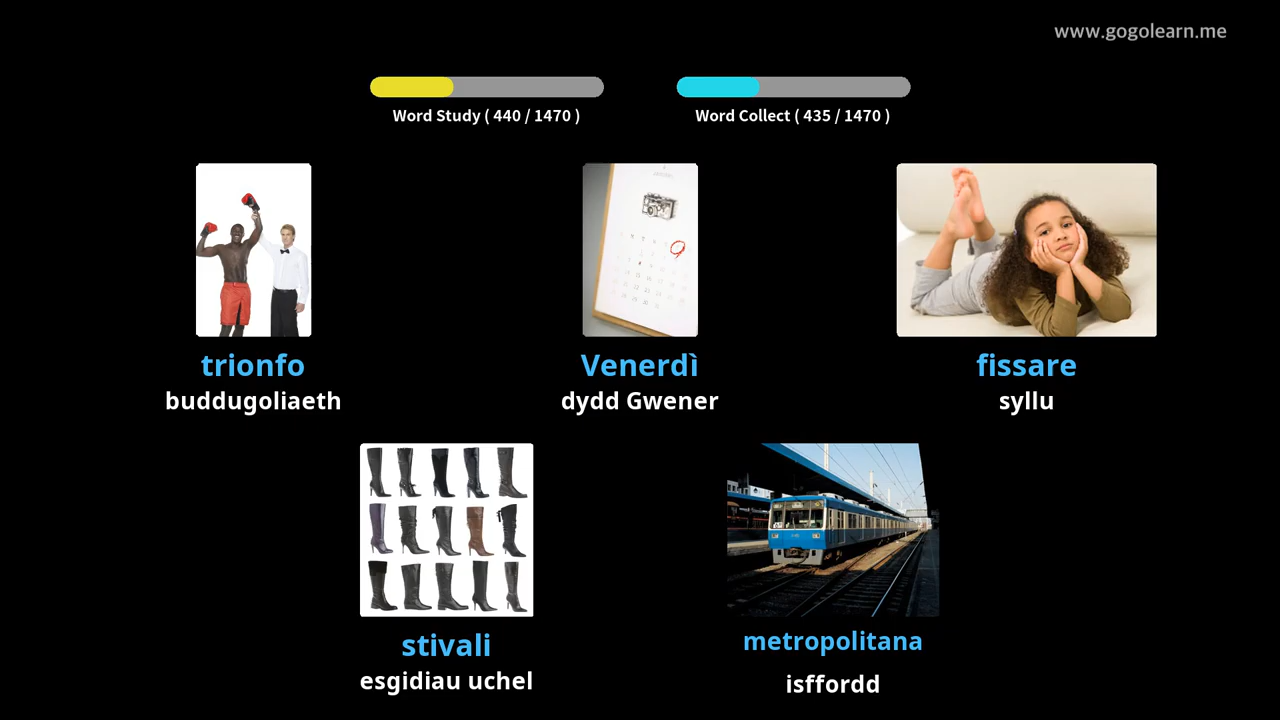 www.gogolearn.me
Word Study ( 440 / 1470 )
Word Collect ( 435 / 1470 )
trionfo
buddugoliaeth
Venerdì
dydd Gwener
fissare
syllu
stivali
esgidiau uchel
metropolitana
isffordd